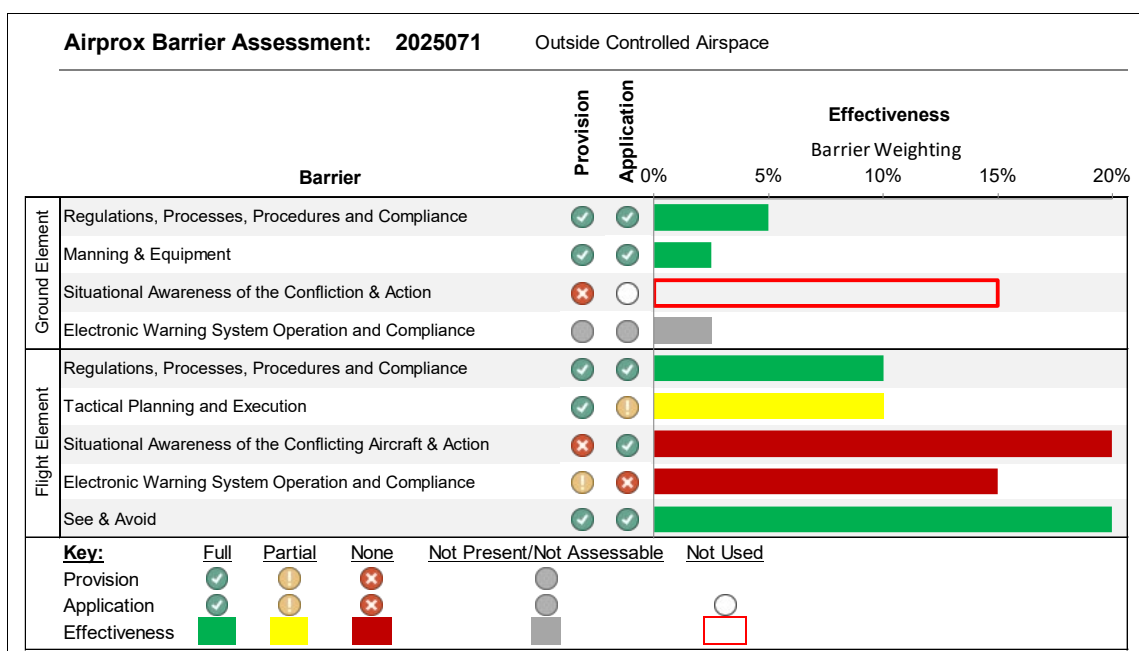 Airprox Barrier Assessment: 2025071 Outside Controlled Airspace
Provision
Application
Effectiveness
Barrier Weighting
Barrier
0% 5% 10% 15% 20%
Ground Element
Regulations, Processes, Procedures and Compliance
Manning & Equipment
Situational Awareness of the Confliction & Action
Electronic Warning System Operation and Compliance
Flight Element
Regulations, Processes, Procedures and Compliance
Tactical Planning and Execution
Situational Awareness of the Conflicting Aircraft & Action
Electronic Warning System Operation and Compliance
See & Avoid
Key: Full Partial None Not Present/Not Assessable Not Used
Provision
Application
Effectiveness